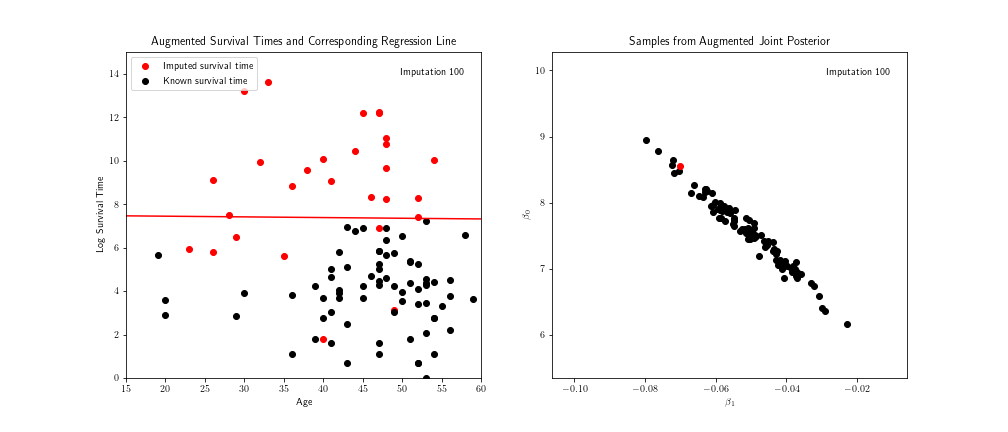 Augmented Survival Times and Corresponding Regression Line
Imputed survival time
Known survival time
Imputation 100
Log Survival Time
14
12
10
8
6
4
2
0
15 20 25 30 35 40 45 50 55 60
Age
Samples from Augmented Joint Posterior
Imputation 100
β0
10
9
8
7
6
−0.10 −0.08 −0.06 −0.04 −0.02
β1